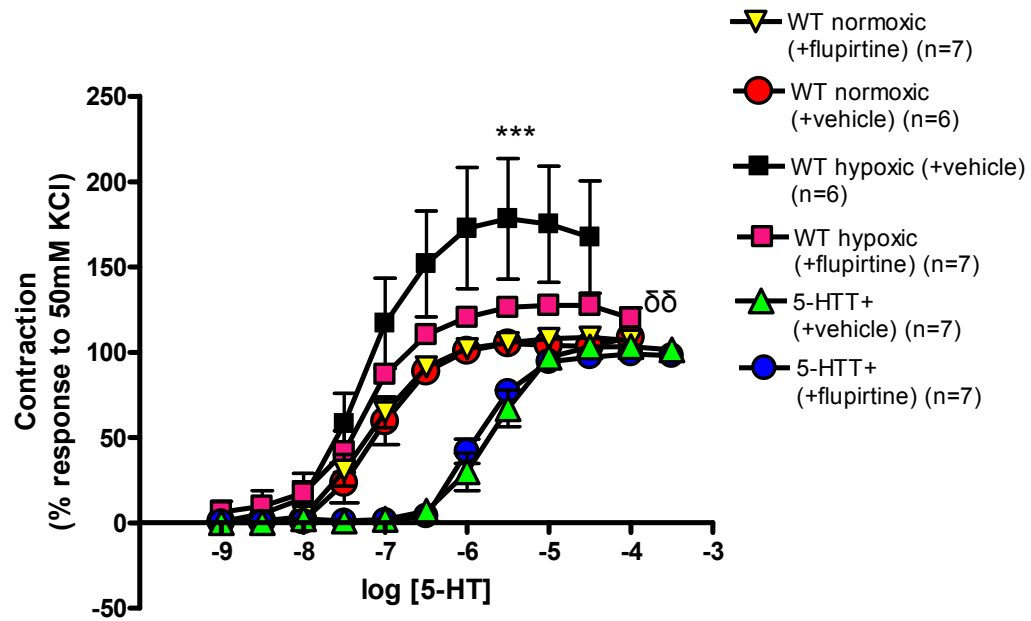 WT normoxic
(+flupirtine) (n=7)
WT normoxic
(+vehicle) (n=6)
WT hypoxic (+vehicle)
(n=6)
WT hypoxic
(+flupirtine) (n=7)
5-HTT+
(+vehicle) (n=7)
5-HTT+
(+flupirtine) (n=7)
Contraction
(% response to 50mM KCl)
250
200
150
100
50
0
-50
***
δδ
-9 -8 -7 -6 -5 -4 -3
log [5-HT]